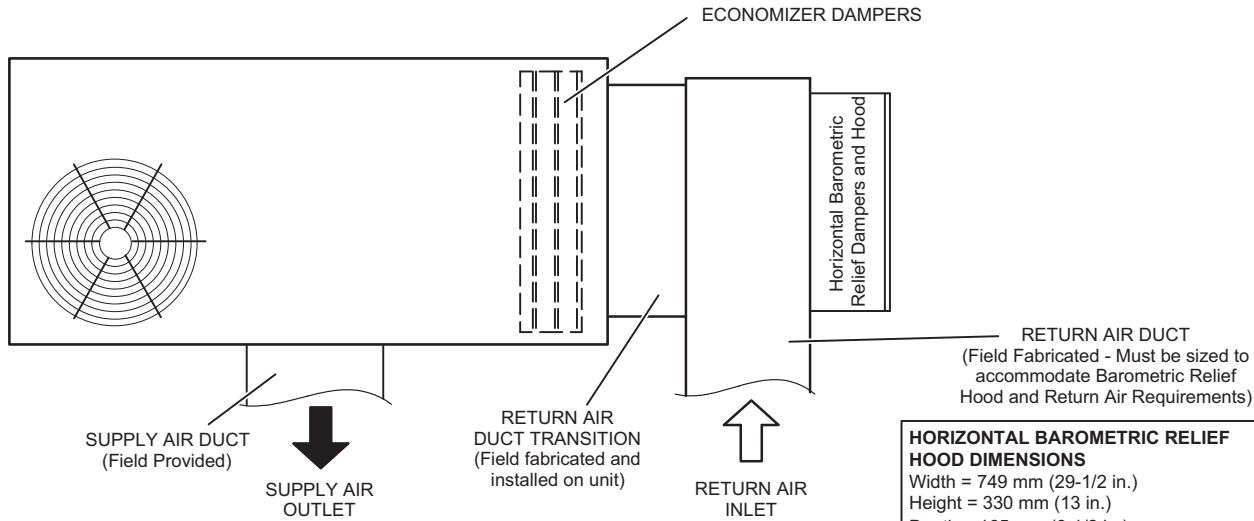 ECONOMIZER DAMPERS
Horizontal Barometric
Relief Dampers and Hood
RETURN AIR DUCT
(Field Fabricated - Must be sized to
accommodate Barometric Relief
Hood and Return Air Requirements)
SUPPLY AIR DUCT
(Field Provided)
SUPPLY AIR
OUTLET
RETURN AIR
DUCT TRANSITION
(Field fabricated and
installed on unit)
RETURN AIR
INLET
HORIZONTAL BAROMETRIC RELIEF
HOOD DIMENSIONS
Width = 749 mm (29-1/2 in.)
Height = 330 mm (13 in.)